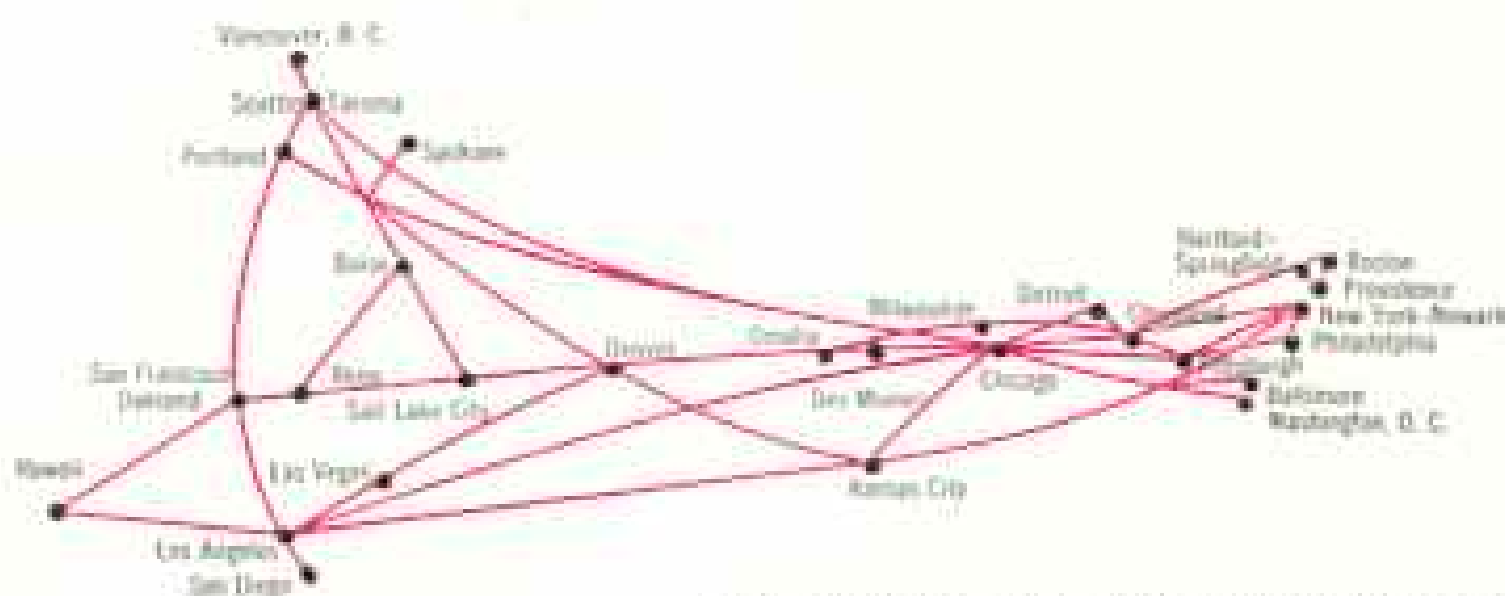 Vancouver, B. C.
Seattle Tacoma
Portland
Spokane
Boise
Hartford-
Springfield
Boston
Providence
New York-Newark
Philadelphia
Pittsburgh
Cleveland
Detroit
Milwaukee
Omaha
Denver
Chicago
Des Moines
Baltimore
Washington, D. C.
San Francisco
Oakland
Reno
Salt Lake City
Las Vegas
Kansas City
Hawaii
Los Angeles
San Diego